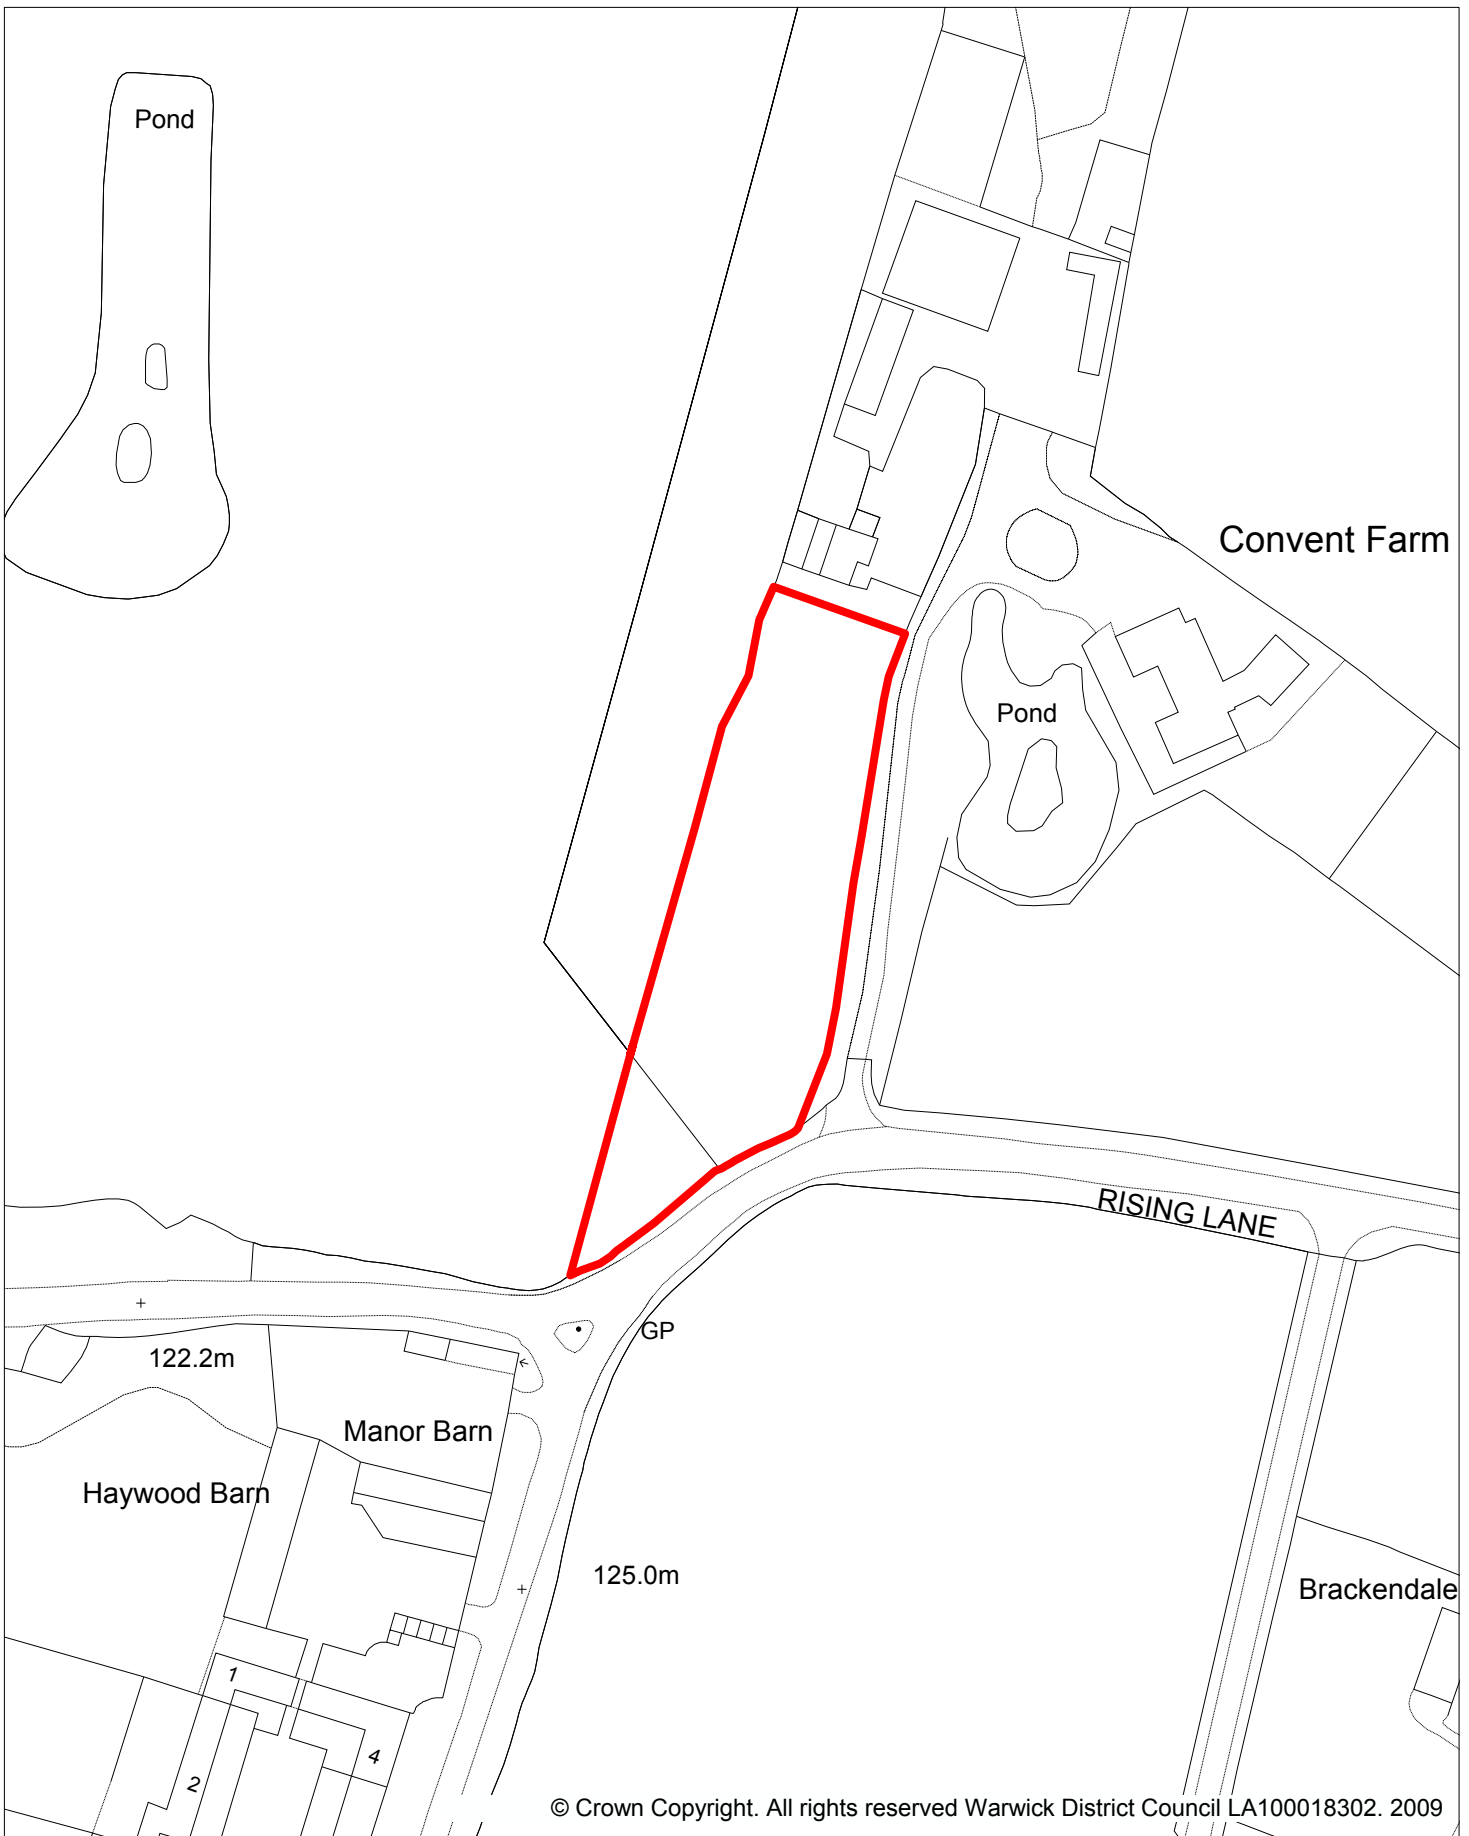 Pond
Convent Farm
Pond
RISING LANE
GP
122.2m
Manor Barn
Haywood Barn
125.0m
Brackendale
1
4
2
© Crown Copyright. All rights reserved Warwick District Council LA100018302. 2009